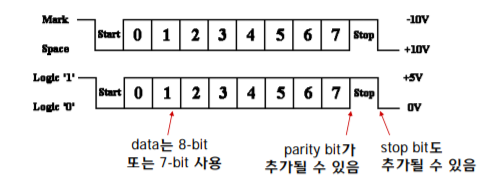 Mark Start 0 1 2 3 4 5 6 7 Stop -10V
Space +10V
Logic '1' Start 0 1 2 3 4 5 6 7 Stop +5V
Logic '0' 0V
data는 8-bit
또는 7-bit 사용
parity bit가
추가될 수 있음
stop bit도
추가될 수 있음